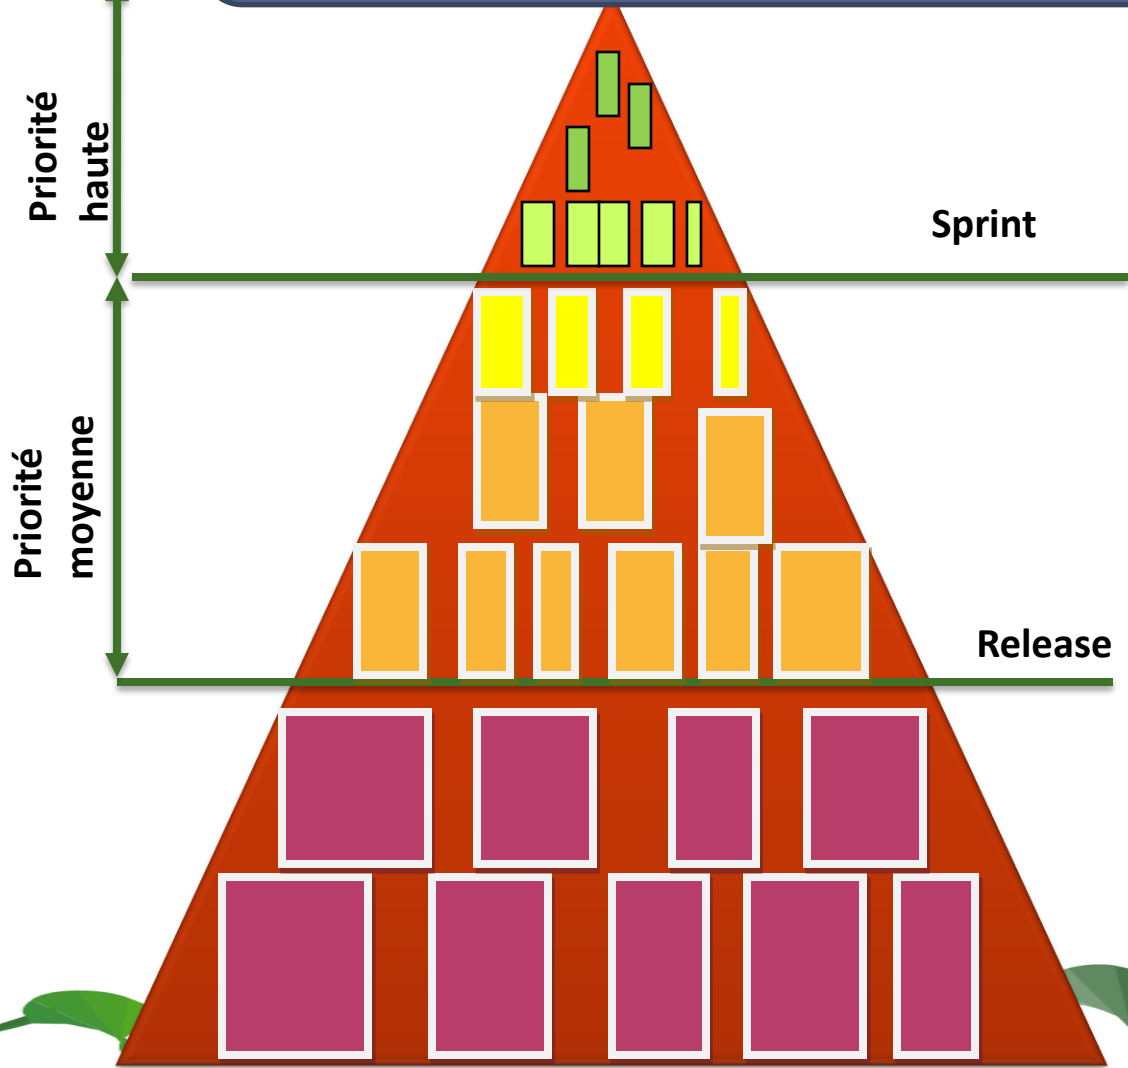 Priorité
haute
Sprint
Priorité
moyenne
Release